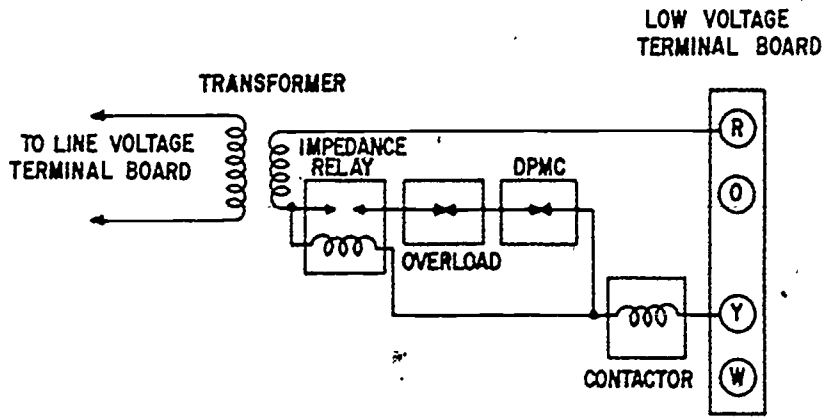 LOW VOLTAGE
TERMINAL BOARD
TRANSFORMER
TO LINE VOLTAGE
TERMINAL BOARD
IMPEDANCE
RELAY
DPMC
R
O
OVERLOAD
Y
CONTACTOR
W